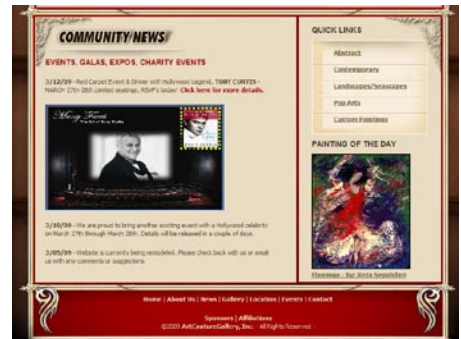 COMMUNITY NEWS
EVENTS, GALAS, EXPOS, CHARITY EVENTS
3/12/09 - Red Carpet Event & Dinner with Hollywood Legend, TONY CURTIS -
MARCH 27th-28th Limited seatings, RSVP's today! Click here for more details.
3/10/09 - We are proud to bring another exciting event with a Hollywood celebrity
on March 27th through March 28th. Details will be released in a couple of days.
3/05/09 - Website is currently being remodeled. Please check back with us or email
us with any comments or suggestions.
QUICK LINKS
Abstract
Contemporary
Landscapes/Seascapes
Pop Arts
Custom Paintings
PAINTING OF THE DAY
Flamingo - by: Reza Sepahdari
Home | About Us | News | Gallery | Location | Events | Contact
Sponsors | Affiliations
©2009 ArtCoutureGallery, Inc. - All Rights Reserved